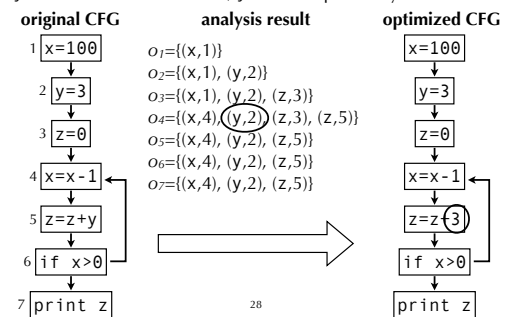 original CFG
analysis result
optimized CFG
1 x=100
2 y=3
3 z=0
4 x=x-1
5 z=z+y
6 if x>0
7 print z
O1={(x,1)}
O2={(x,1), (y,2)}
O3={(x,1), (y,2), (z,3)}
O4={(x,4), (y,2), (z,3), (z,5)}
O5={(x,4), (y,2), (z,5)}
O6={(x,4), (y,2), (z,5)}
O7={(x,4), (y,2), (z,5)}
x=100
y=3
z=0
x=x-1
z=z+3
if x>0
print z
28